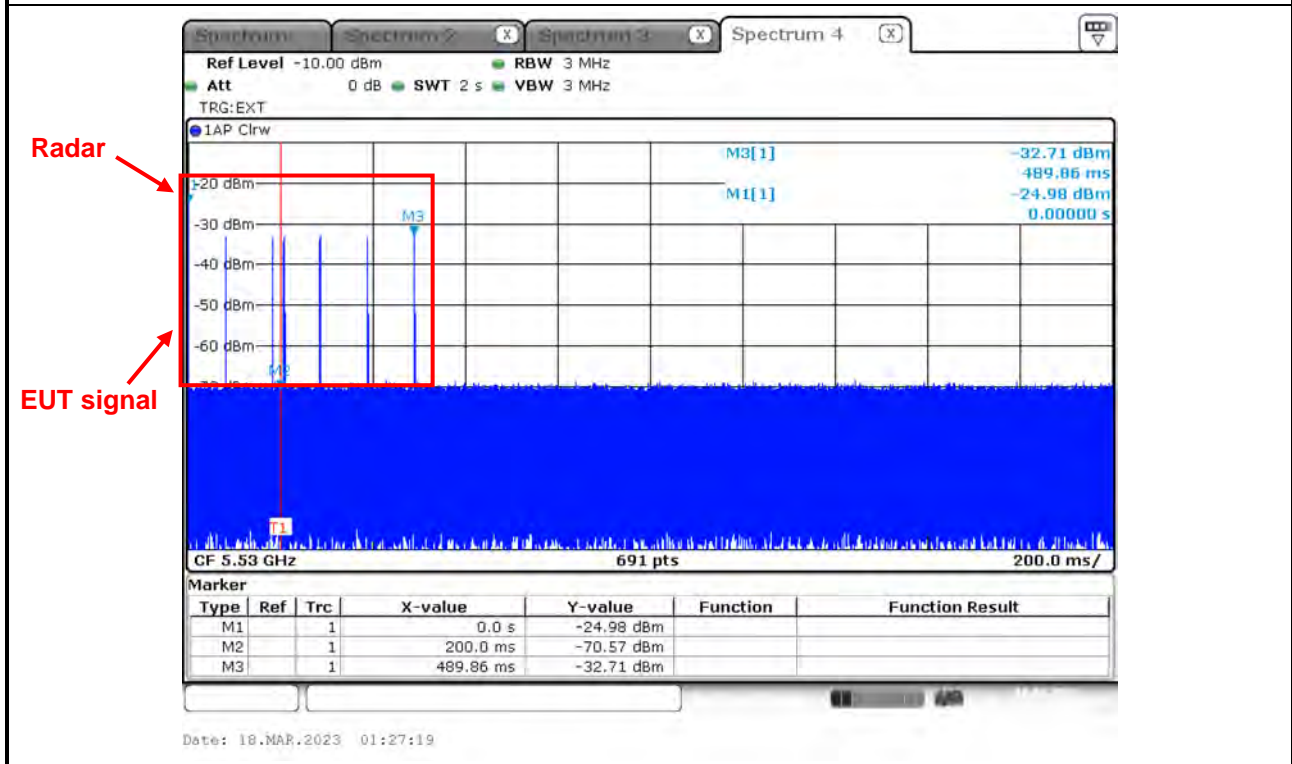 Spectrum Spectrum 2 X Spectrum 3 X Spectrum 4 X
Ref Level -10.00 dBm RBW 3 MHz
Att 0 dB SWT 2 s VBW 3 MHz
TRG:EXT
1AP Clrw
Radar
M3[1] -32.71 dBm
489.86 ms
-20 dBm
M1[1] -24.98 dBm
0.00000 s
M3
-30 dBm
-40 dBm
-50 dBm
-60 dBm
M2
EUT signal
T1
CF 5.53 GHz 691 pts 200.0 ms/
Marker
Type Ref Trc X-value Y-value Function Function Result
M1 1 0.0 s -24.98 dBm
M2 1 200.0 ms -70.57 dBm
M3 1 489.86 ms -32.71 dBm
Date: 18.MAR.2023 01:27:19